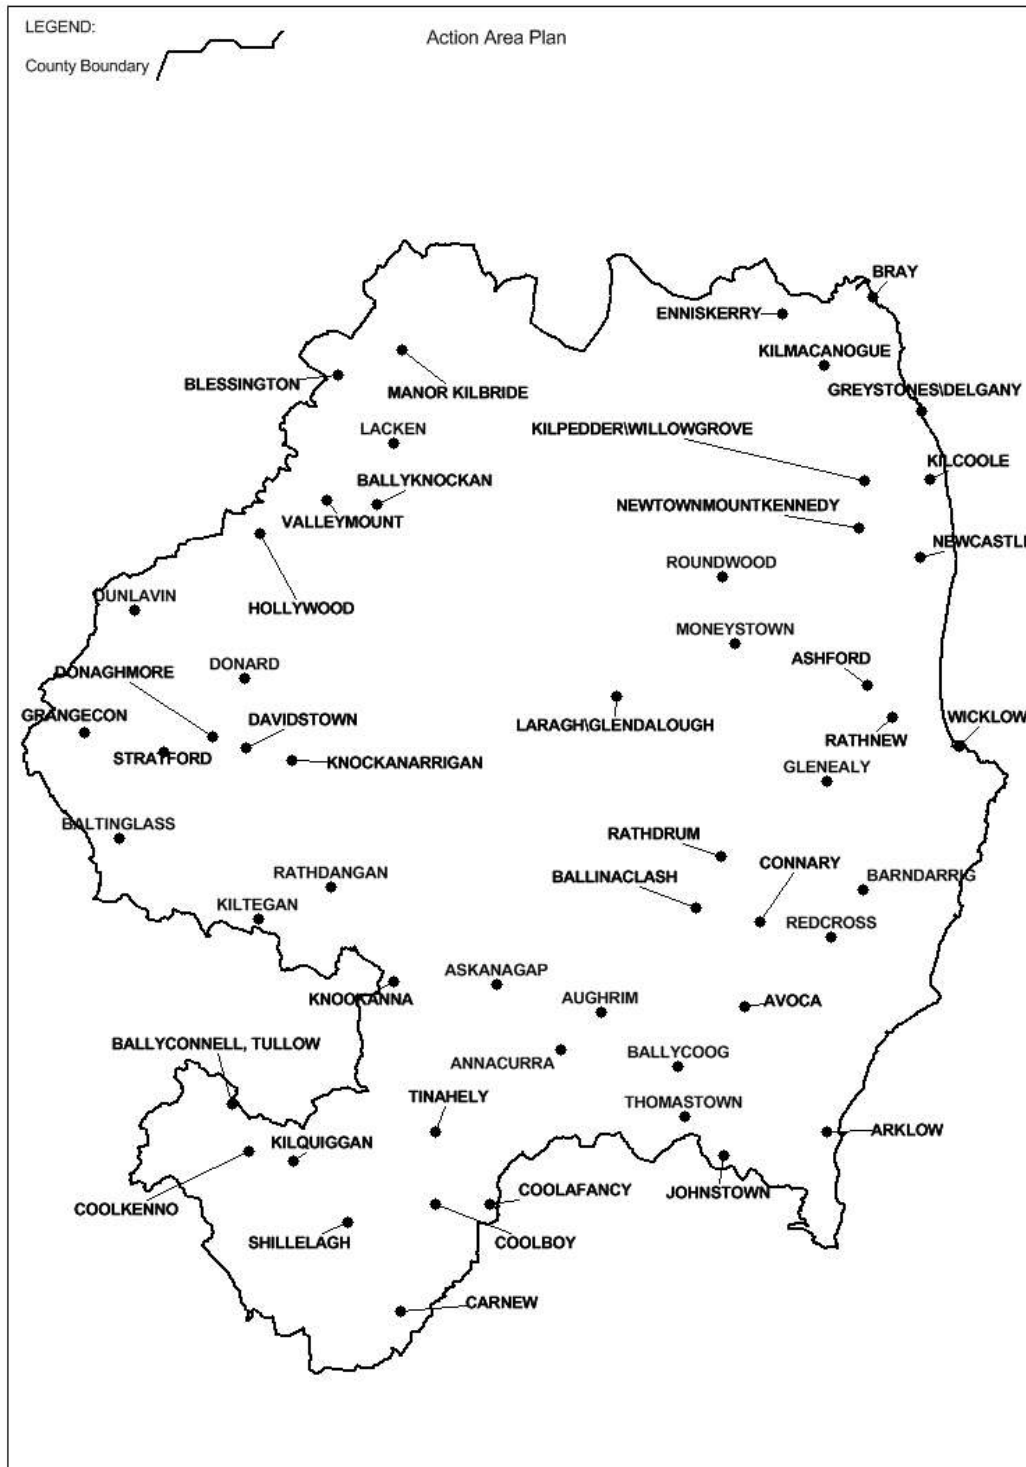 LEGEND:
Action Area Plan
County Boundary
BRAY
ENNISKERRY
KILMACANOGUE
BLESSINGTON
MANOR KILBRIDE
GREYSTONES\DELGANY
LACKEN
KILPEDDER\WILLOWGROVE
KILCOOLE
BALLYKNOCKAN
VALLEYMOUNT
NEWTOWNMOUNTKENNEDY
NEWCASTLE
ROUNDWOOD
DUNLAVIN
HOLLYWOOD
MONEYSTOWN
ASHFORD
DONAGHMORE
DONARD
GRANGECON
DAVIDSTOWN
LARAGH\GLENDALOUGH
WICKLOW
RATHNEW
STRATFORD
KNOCKANARRIGAN
GLENEALY
BALTINGLASS
RATHDRUM
CONNARY
RATHDANGAN
BALLINACLASH
BARNDARRIG
KILTEGAN
REDCROSS
ASKANAGAP
KNOOKANNA
AUGHRIM
AVOCA
BALLYCONNELL, TULLOW
ANNACURRA
BALLYCOOG
TINAHELY
THOMASTOWN
ARKLOW
KILQUIGGAN
COOLKENNO
COOLAFANCY
JOHNSTOWN
SHILLELAGH
COOLBOY
CARNEW